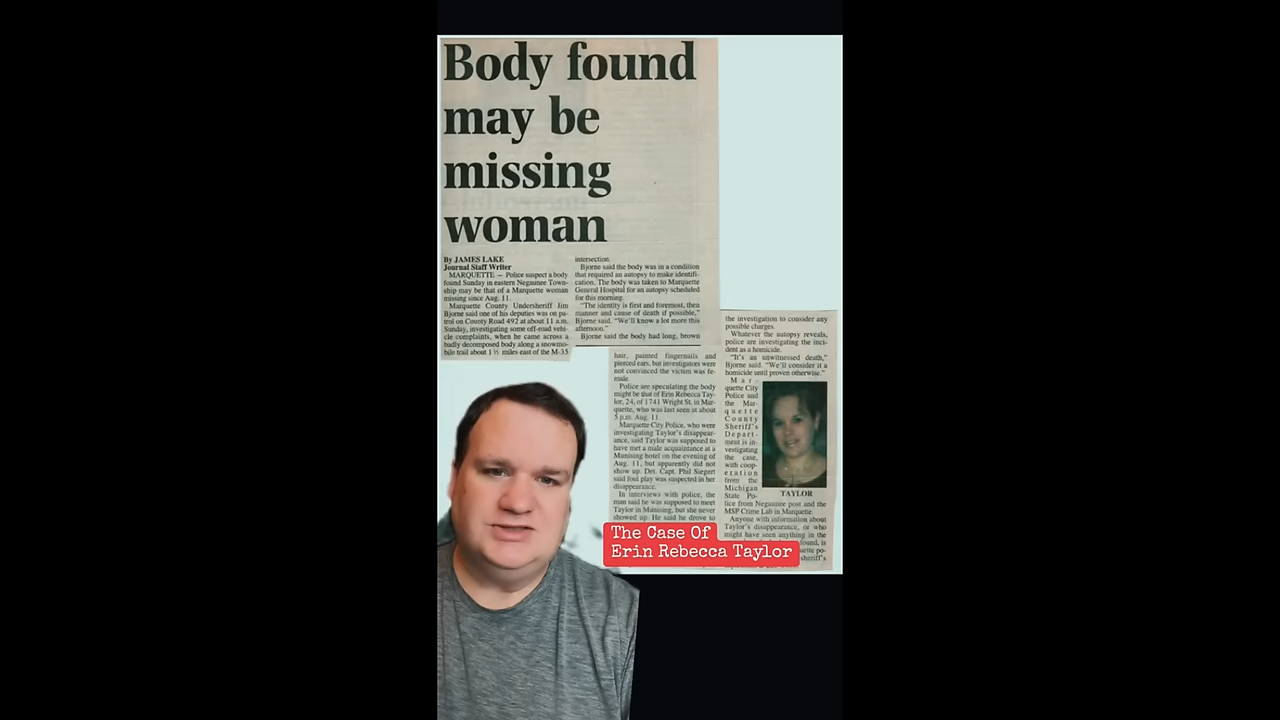 Body found
may be
missing
woman
By JAMES LAKE
Journal Staff Writer
MARQUETTE — Police suspect a body
found Sunday in eastern Negaunee Town-
ship may be that of a Marquette woman
missing since Aug. 11.
Marquette County Undersheriff Jim
Bjorne said one of his deputies was on pa-
trol on County Road 492 at about 11 a.m.
Sunday, investigating some off-road vehi-
cle complaints, when he came across a
badly decomposed body along a snowmo-
bile trail about 1 ½ miles east of the M-35
intersection.
Bjorne said the body was in a condition
that required an autopsy to make identifi-
cation. The body was taken to Marquette
General Hospital for an autopsy scheduled
for this morning.
"The identity is first and foremost, then
manner and cause of death if possible,"
Bjorne said. "We'll know a lot more this
afternoon."
Bjorne said the body had long, brown
hair, painted fingernails and
pierced ears, but investigators were
not convinced the victim was fe-
male.
Police are speculating the body
might be that of Erin Rebecca Tay-
lor, 24, of 1741 Wright St. in Mar-
quette, who was last seen at about
5 p.m. Aug. 11.
Marquette City Police, who were
investigating Taylor's disappear-
ance, said Taylor was supposed to
have met a male acquaintance at a
Munising hotel on the evening of
Aug. 11, but apparently did not
show up. Det. Capt. Phil Siegert
said foul play was suspected in her
disappearance.
In interviews with police, the
man said he was supposed to meet
Taylor in Munising, but she never
showed up. He said he drove to
the investigation to consider any
possible charges.
Whatever the autopsy reveals,
police are investigating the inci-
dent as a homicide.
"It's an unwitnessed death,"
Bjorne said. "We'll consider it a
homicide until proven otherwise."
Mar-
quette City
Police and
the Mar-
quette
County
Sheriff's
Depart-
ment is in-
vestigating
the case,
with coop-
eration
from the
Michigan
State Po-
lice from Negaunee post and the
MSP Crime Lab in Marquette.
TAYLOR
Anyone with information about
Taylor's disappearance, or who
might have seen anything in the
found, is
uette po-
sheriff's
The Case Of
Erin Rebecca Taylor